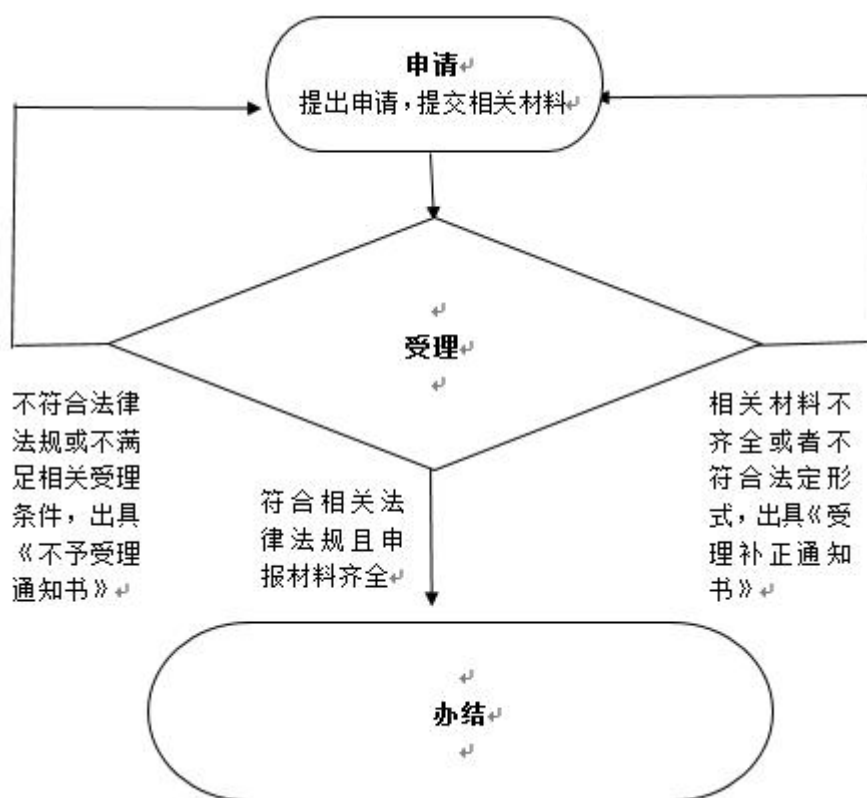 申请
提出申请，提交相关材料
受理
不符合法律
法规或不满
足相关受理
条件，出具
《不予受理
通知书》
符合相关法
律法规且申
报材料齐全
相关材料不
齐全或者不
符合法定形
式，出具《受
理补正通知
书》
办结